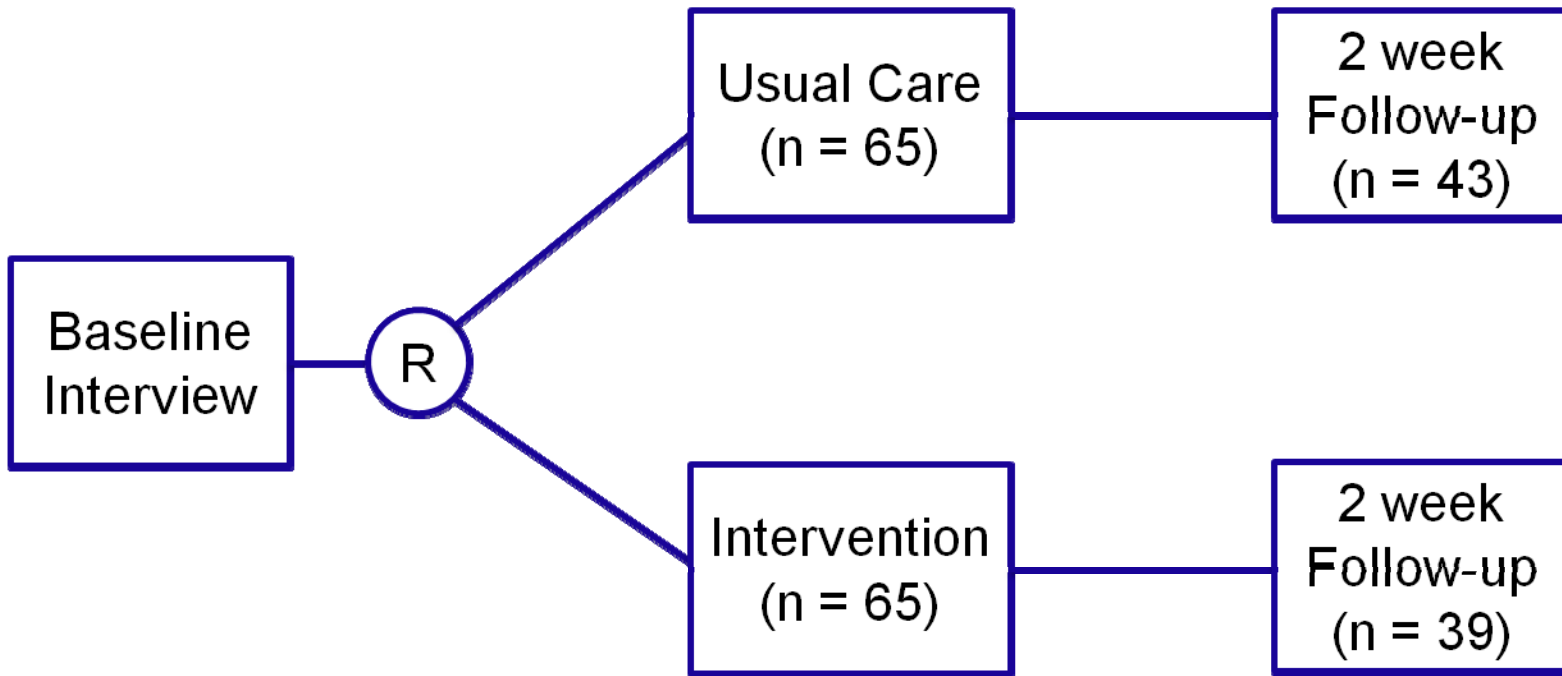 Baseline
Interview
R
Usual Care
(n = 65)
2 week
Follow-up
(n = 43)
Intervention
(n = 65)
2 week
Follow-up
(n = 39)